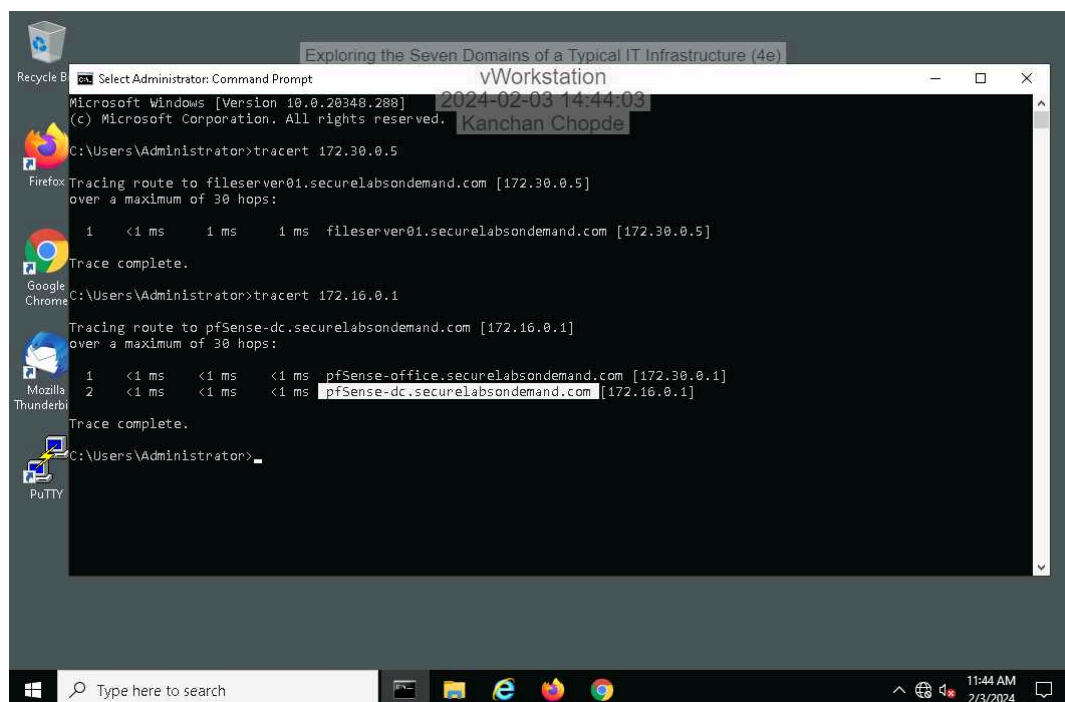 Exploring the Seven Domains of a Typical IT Infrastructure (4e)
vWorkstation
2024-02-03 14:44:03
Kanchan Chopde
Recycle B
Firefox
Google
Chrome
Mozilla
Thunderbi
PuTTY
Select Administrator: Command Prompt
Microsoft Windows [Version 10.0.20348.288]
(c) Microsoft Corporation. All rights reserved.
C:\Users\Administrator>tracert 172.30.0.5
Tracing route to fileserver01.securelabsondemand.com [172.30.0.5]
over a maximum of 30 hops:
1 <1 ms 1 ms 1 ms fileserver01.securelabsondemand.com [172.30.0.5]
Trace complete.
C:\Users\Administrator>tracert 172.16.0.1
Tracing route to pfSense-dc.securelabsondemand.com [172.16.0.1]
over a maximum of 30 hops:
1 <1 ms <1 ms <1 ms pfSense-office.securelabsondemand.com [172.30.0.1]
2 <1 ms <1 ms <1 ms pfSense-dc.securelabsondemand.com [172.16.0.1]
Trace complete.
C:\Users\Administrator>
Type here to search
11:44 AM
2/3/2024